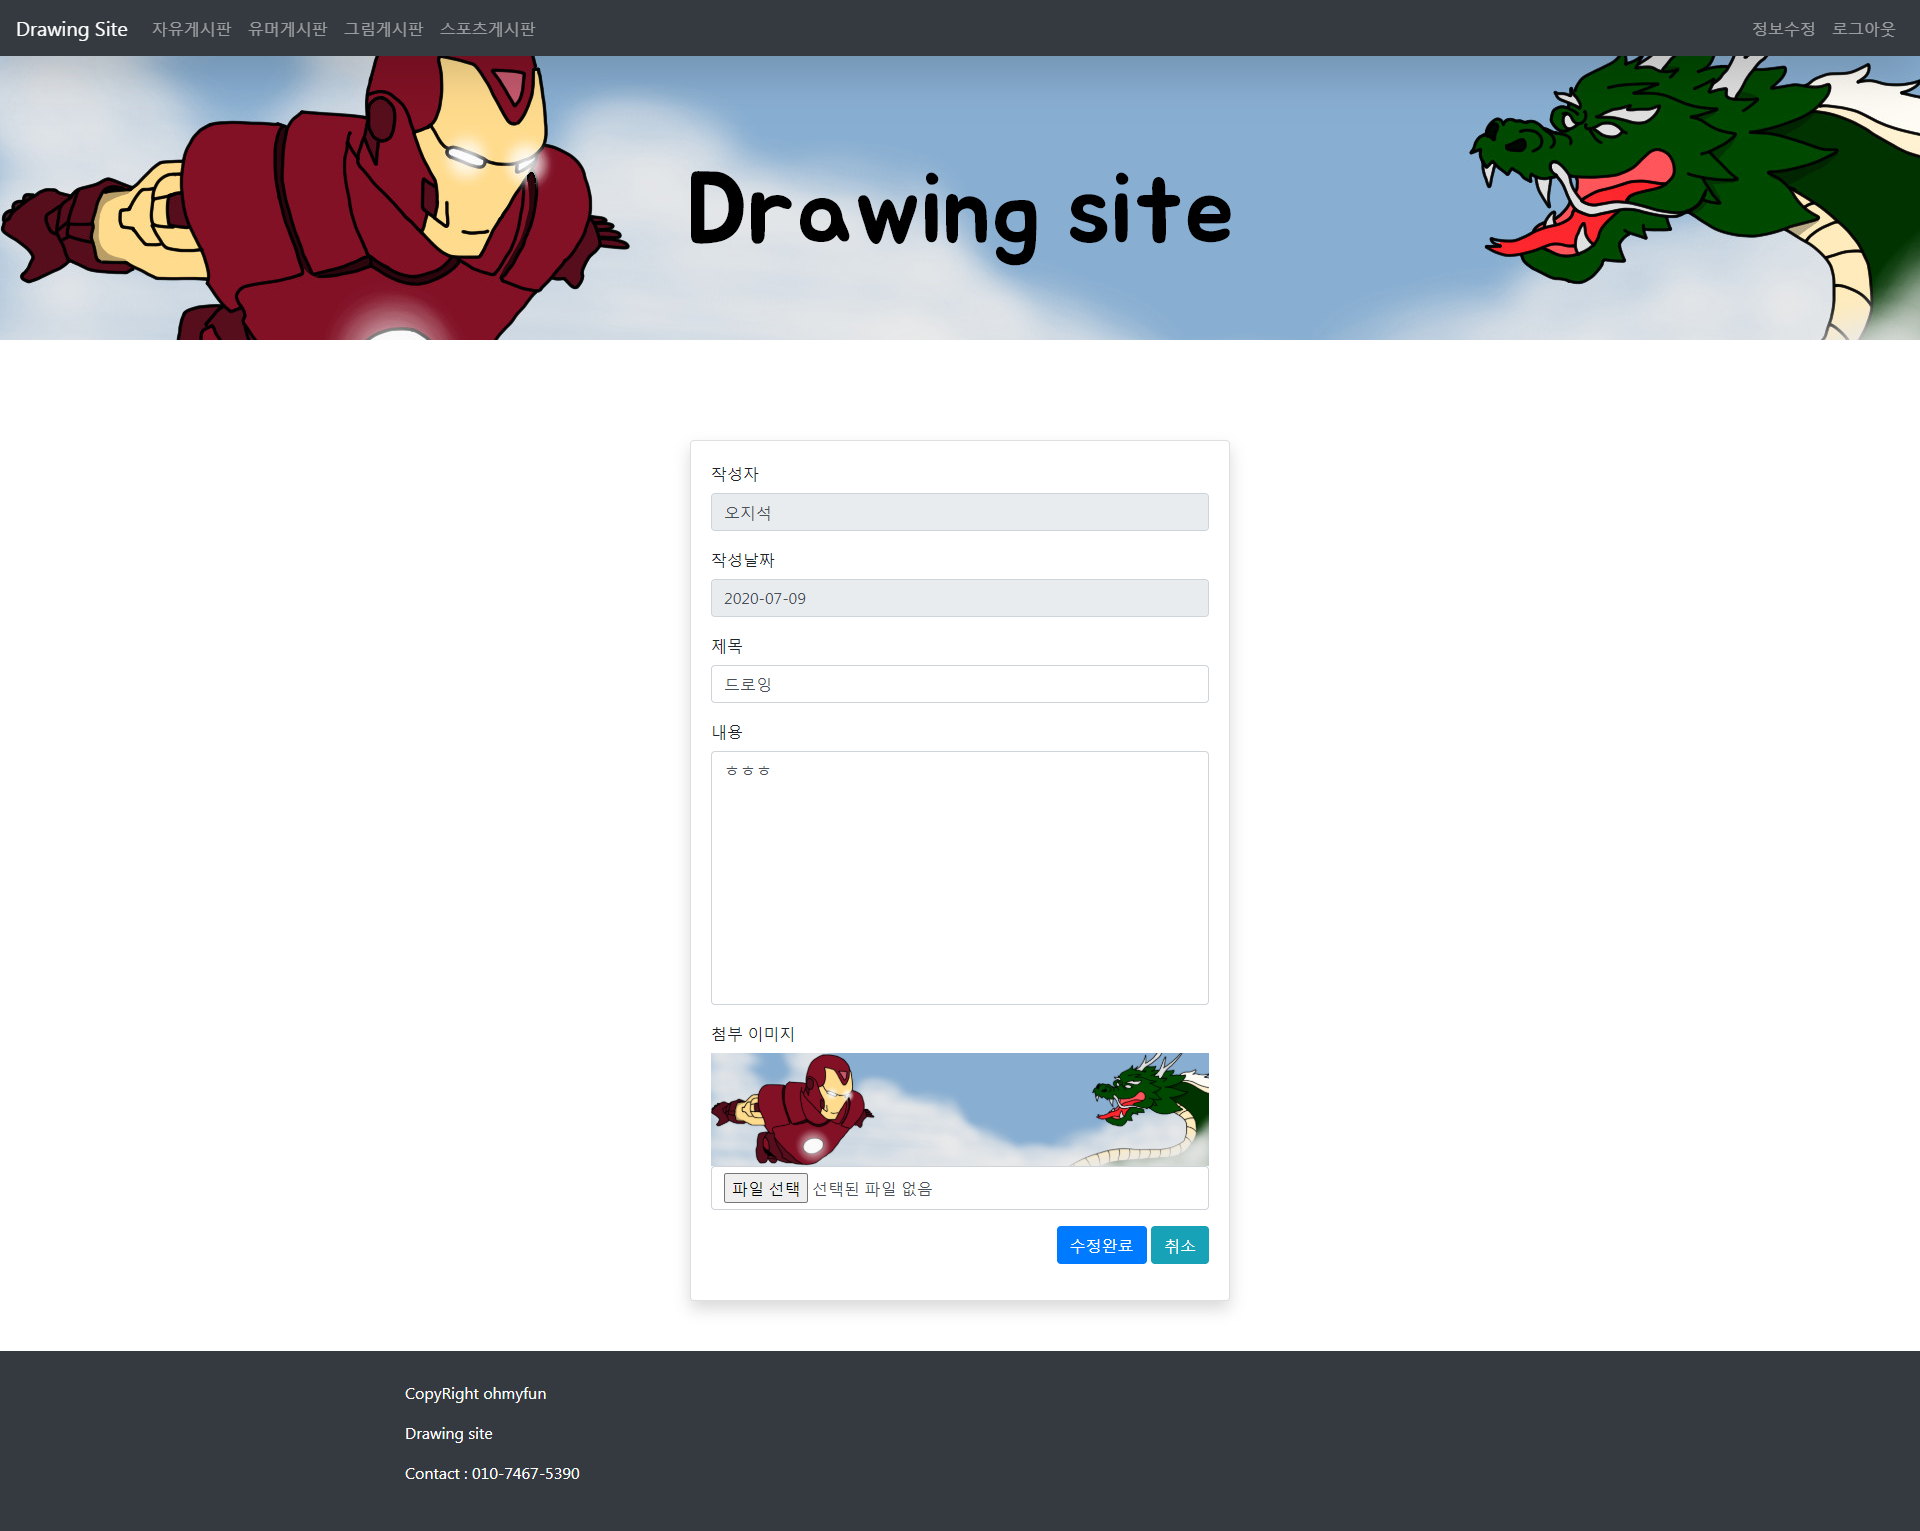 Drawing Site 자유게시판 유머게시판 그림게시판 스포츠게시판 정보수정 로그아웃
Drawing site
작성자
오지석
작성날짜
2020-07-09
제목
드로잉
내용
ㅎㅎㅎ
첨부 이미지
파일 선택 선택된 파일 없음
수정완료 취소
CopyRight ohmyfun
Drawing site
Contact : 010-7467-5390